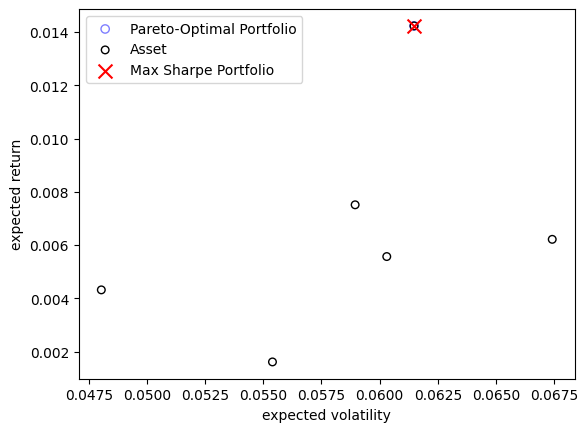 Pareto-Optimal Portfolio
Asset
Max Sharpe Portfolio
expected return
0.014
0.012
0.010
0.008
0.006
0.004
0.002
0.0475 0.0500 0.0525 0.0550 0.0575 0.0600 0.0625 0.0650 0.0675
expected volatility